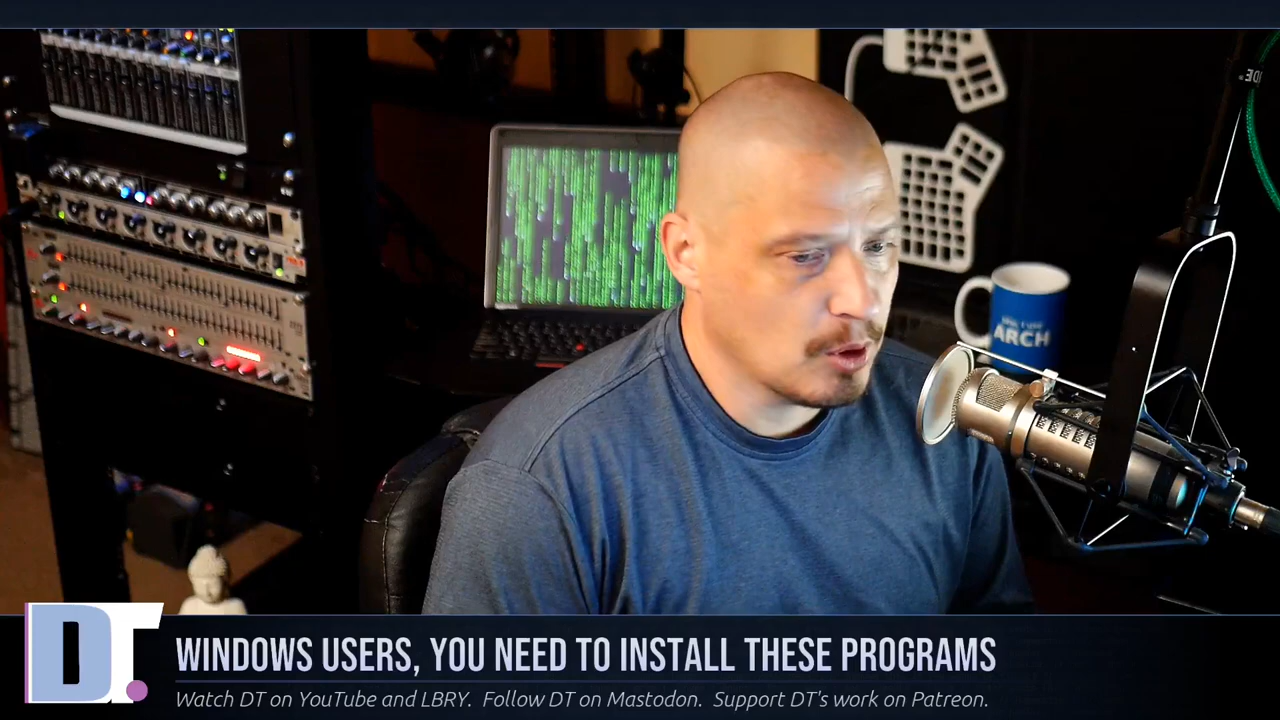 ARCH
DT.
WINDOWS USERS, YOU NEED TO INSTALL THESE PROGRAMS
Watch DT on YouTube and LBRY. Follow DT on Mastodon. Support DT's work on Patreon.